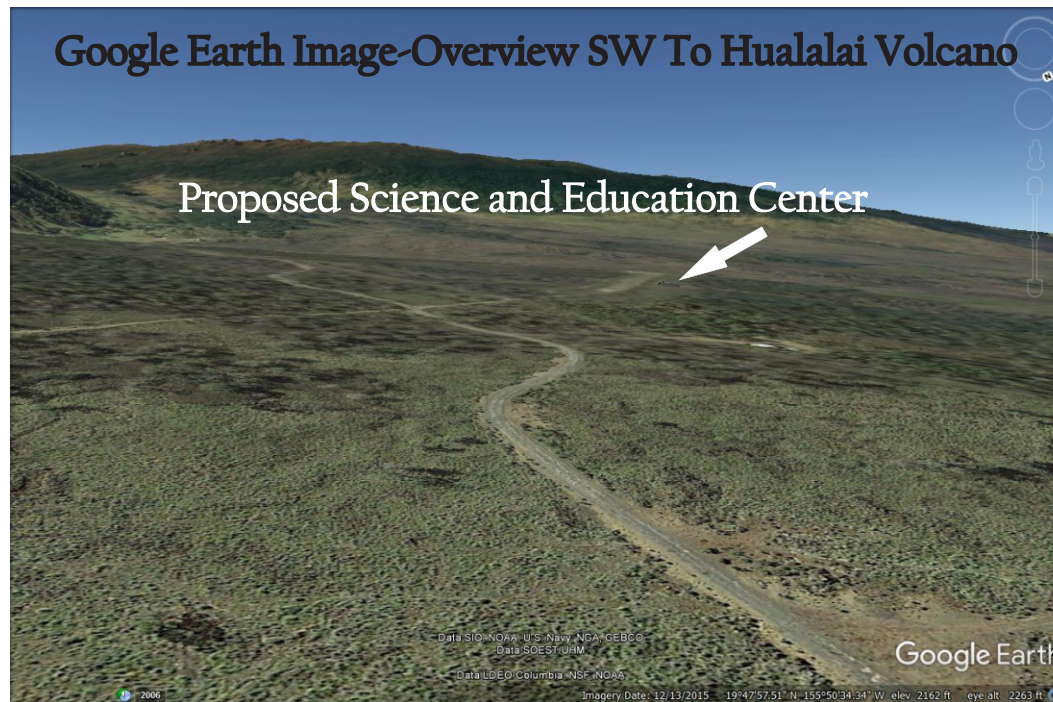 Google Earth Image-Overview SW To Hualalai Volcano
N
Proposed Science and Education Center
Data SIO, NOAA, U.S. Navy, NGA, GEBCO
Data SOEST/UHM
Data LDEO-Columbia, NSF, NOAA
Google Earth
2006
Imagery Date: 12/13/2015 19°47'57.51" N 155°50'34.34" W elev 2162 ft eye alt 2263 ft